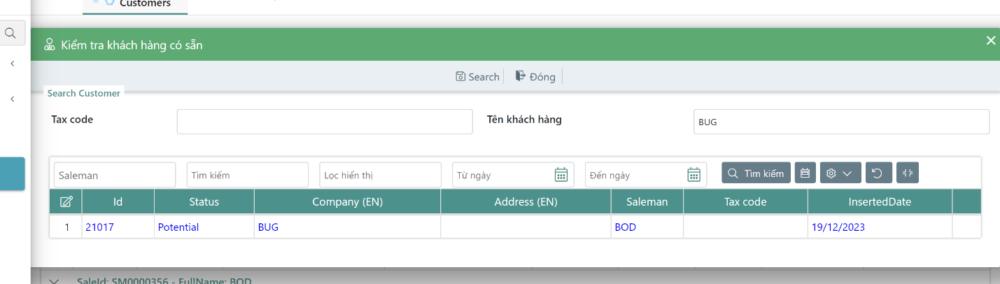 Customers
Kiểm tra khách hàng có sẵn
Search Đóng
Search Customer
Tax code Tên khách hàng BUG
Saleman Tìm kiếm Lọc hiển thị Từ ngày Đến ngày Tìm kiếm
Id Status Company (EN) Address (EN) Saleman Tax code InsertedDate
1 21017 Potential BUG BOD 19/12/2023
SaleId: SM0000356 - FullName: BOD